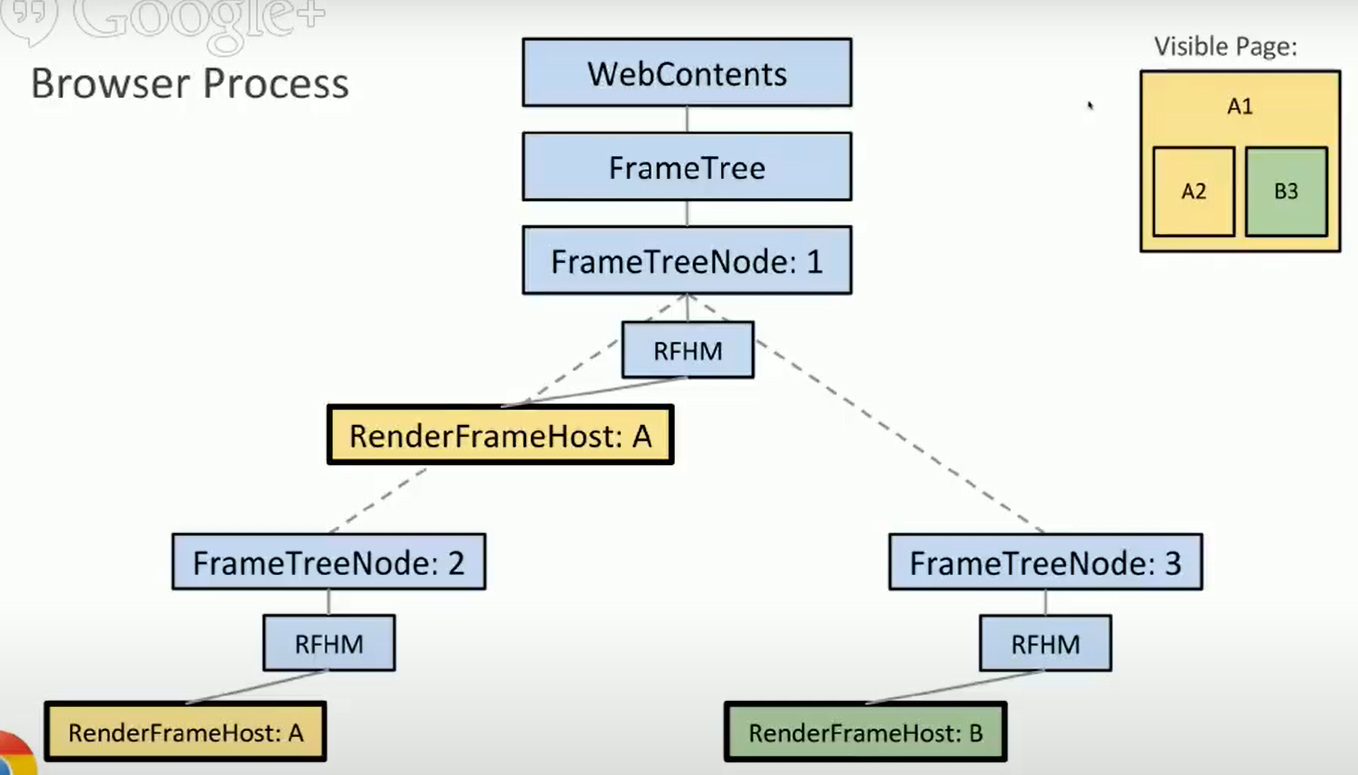 Google+
Browser Process
WebContents
Visible Page:
A1
FrameTree
A2
B3
FrameTreeNode: 1
RFHM
RenderFrameHost: A
FrameTreeNode: 2
FrameTreeNode: 3
RFHM
RFHM
RenderFrameHost: A
RenderFrameHost: B